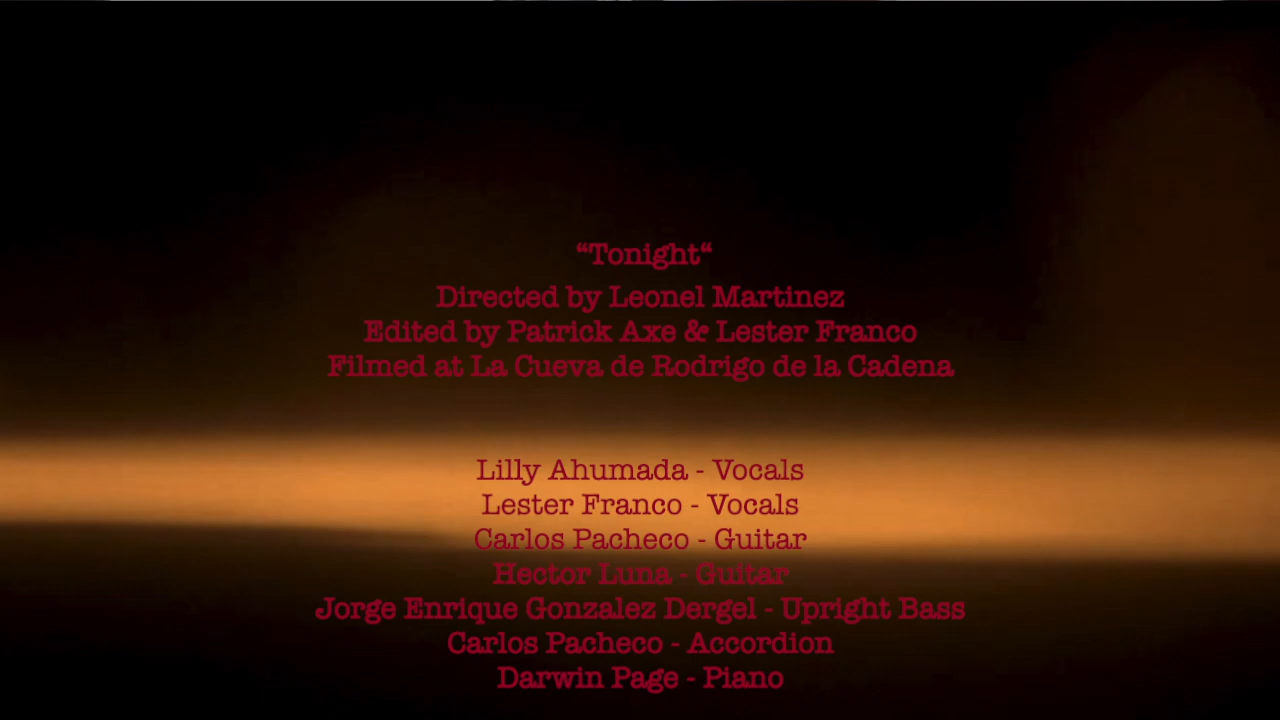 “Tonight“
Directed by Leonel Martinez
Edited by Patrick Axe & Lester Franco
Filmed at La Cueva de Rodrigo de la Cadena
Lilly Ahumada - Vocals
Lester Franco - Vocals
Carlos Pacheco - Guitar
Hector Luna - Guitar
Jorge Enrique Gonzalez Dergel - Upright Bass
Carlos Pacheco - Accordion
Darwin Page - Piano